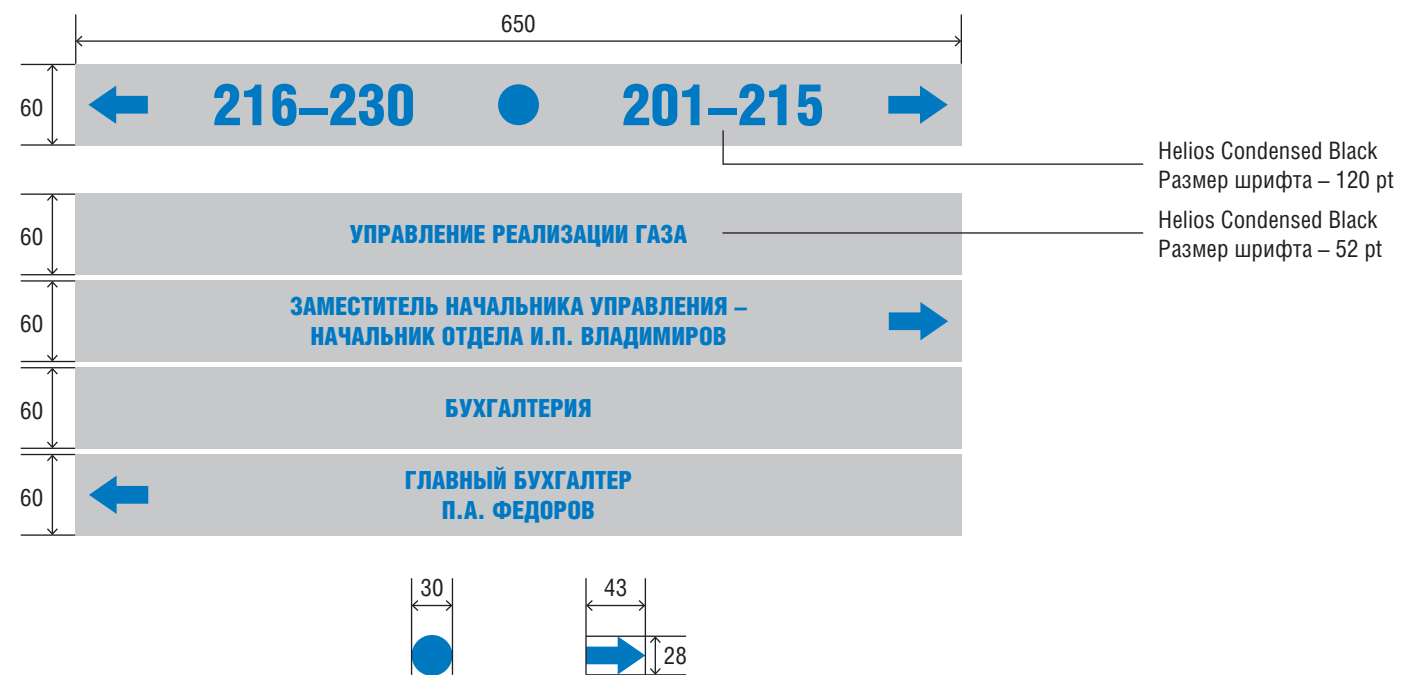 650
60
216–230
201–215
Helios Condensed Black
Размер шрифта – 120 pt
60
УПРАВЛЕНИЕ РЕАЛИЗАЦИИ ГАЗА
Helios Condensed Black
Размер шрифта – 52 pt
60
ЗАМЕСТИТЕЛЬ НАЧАЛЬНИКА УПРАВЛЕНИЯ –
НАЧАЛЬНИК ОТДЕЛА И.П. ВЛАДИМИРОВ
60
БУХГАЛТЕРИЯ
60
ГЛАВНЫЙ БУХГАЛТЕР
П.А. ФЕДОРОВ
30
43
28